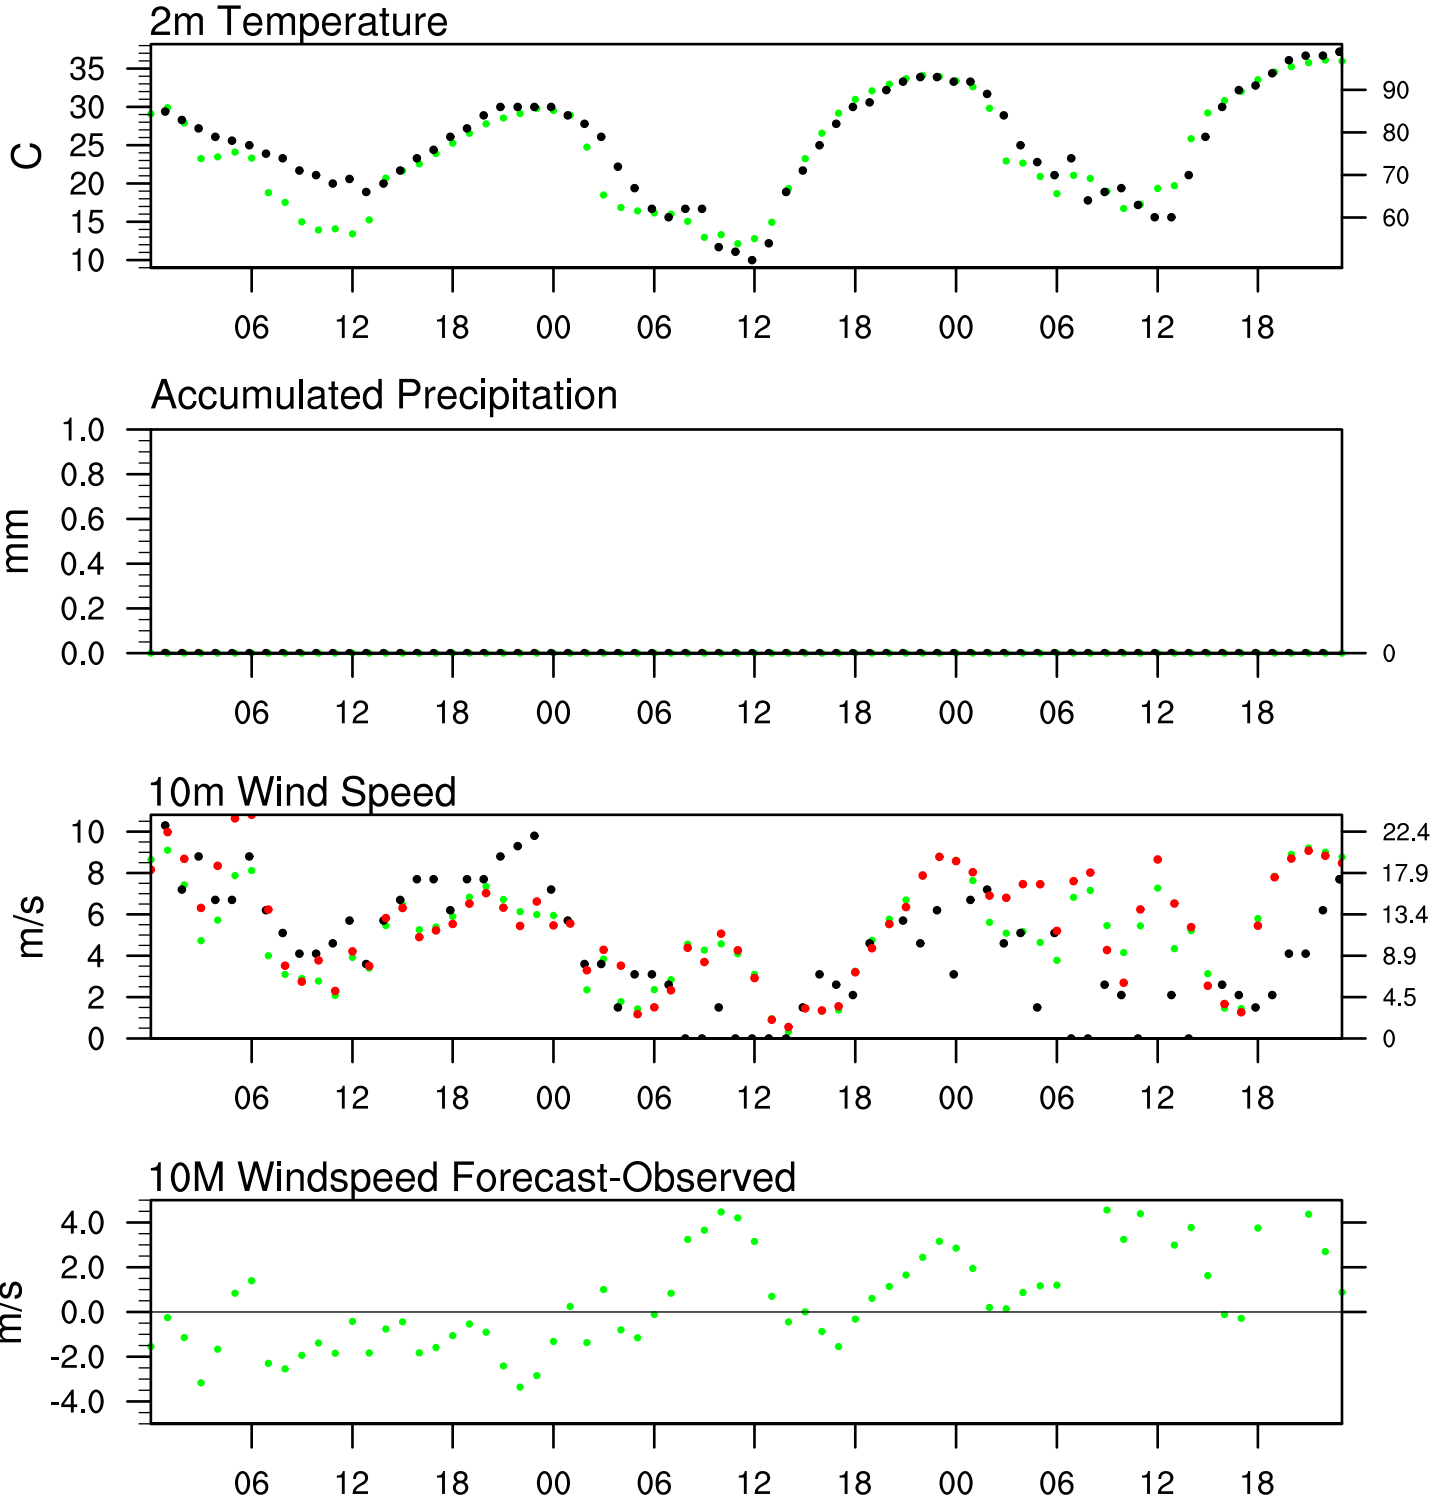 2m Temperature
C
35
30
25
20
15
10
90
80
70
60
06 12 18 00 06 12 18 00 06 12 18
Accumulated Precipitation
mm
1.0
0.8
0.6
0.4
0.2
0.0
0
06 12 18 00 06 12 18 00 06 12 18
10m Wind Speed
m/s
10
8
6
4
2
0
22.4
17.9
13.4
8.9
4.5
0
06 12 18 00 06 12 18 00 06 12 18
10M Windspeed Forecast-Observed
m/s
4.0
2.0
0.0
-2.0
-4.0
06 12 18 00 06 12 18 00 06 12 18